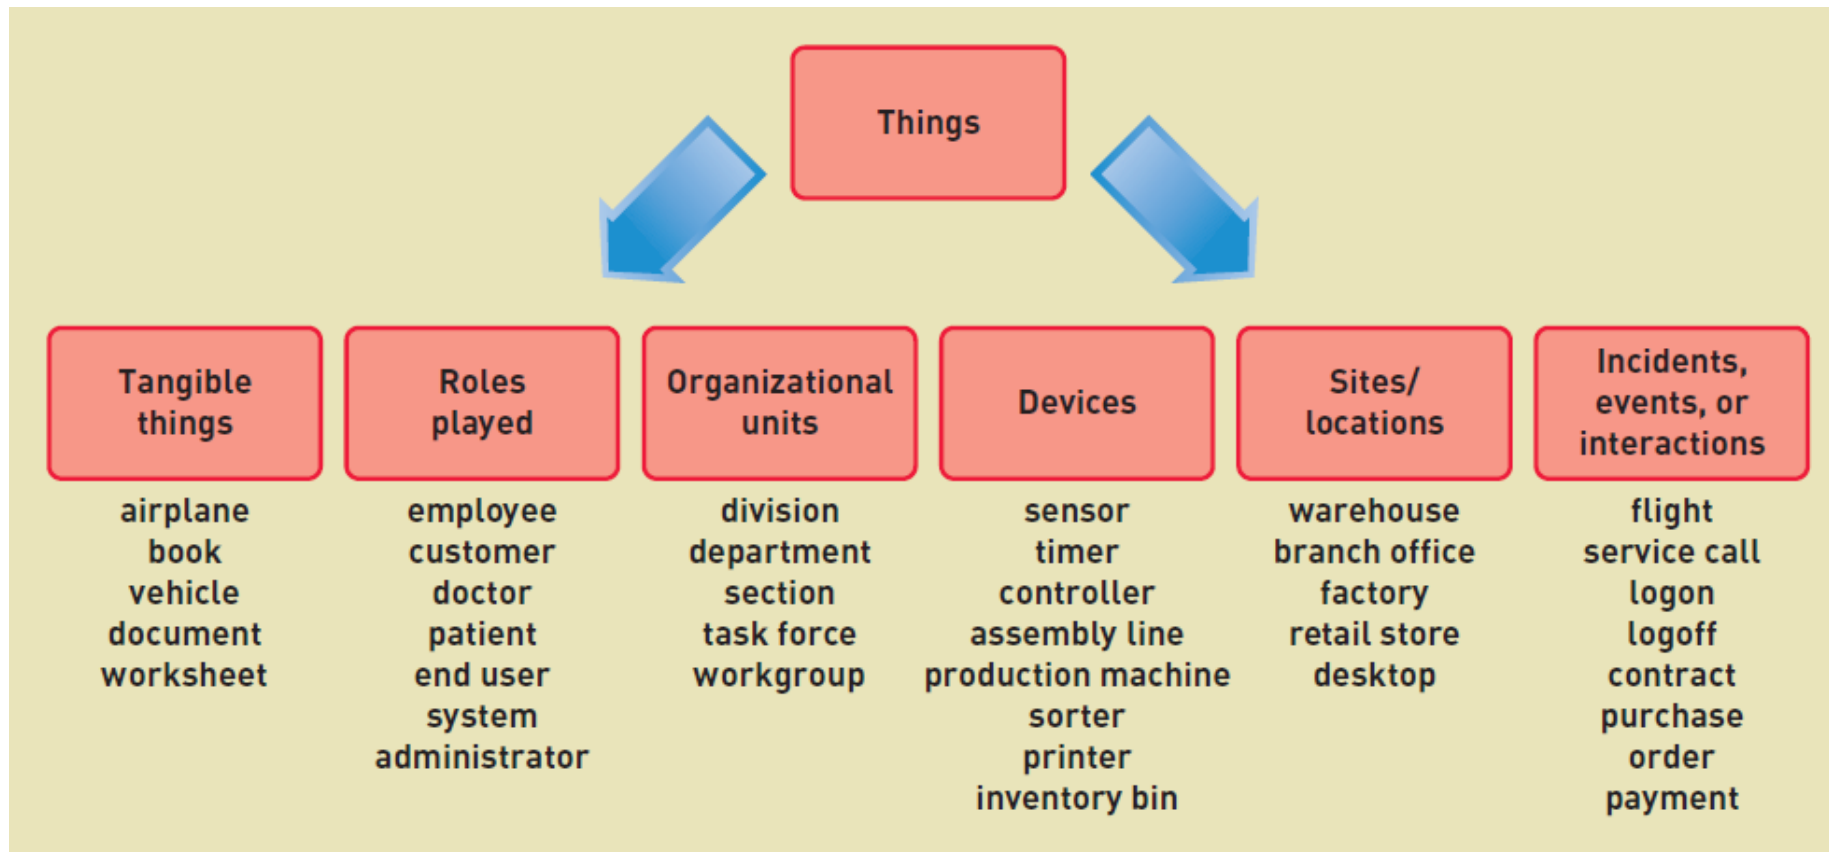 Things
Tangible
things
airplane
book
vehicle
document
worksheet
Roles
played
employee
customer
doctor
patient
end user
system
administrator
Organizational
units
division
department
section
task force
workgroup
Devices
sensor
timer
controller
assembly line
production machine
sorter
printer
inventory bin
Sites/
locations
warehouse
branch office
factory
retail store
desktop
Incidents,
events, or
interactions
flight
service call
logon
logoff
contract
purchase
order
payment